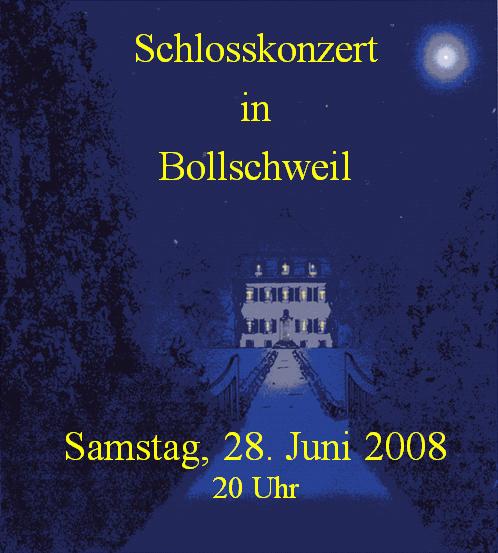 Schlosskonzert
in
Bollschweil
Samstag, 28. Juni 2008
20 Uhr